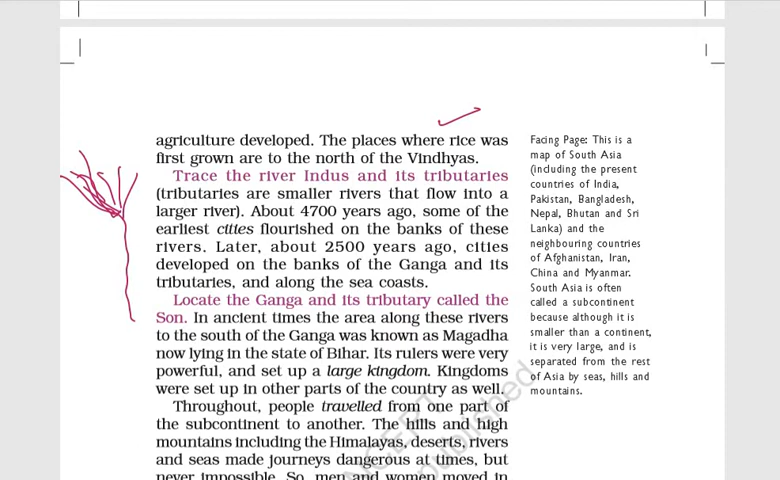 agriculture developed. The places where rice was
first grown are to the north of the Vindhyas.
Trace the river Indus and its tributaries
(tributaries are smaller rivers that flow into a
larger river). About 4700 years ago, some of the
earliest cities flourished on the banks of these
rivers. Later, about 2500 years ago, cities
developed on the banks of the Ganga and its
tributaries, and along the sea coasts.
Locate the Ganga and its tributary called the
Son. In ancient times the area along these rivers
to the south of the Ganga was known as Magadha
now lying in the state of Bihar. Its rulers were very
powerful, and set up a large kingdom. Kingdoms
were set up in other parts of the country as well.
Throughout, people travelled from one part of
the subcontinent to another. The hills and high
mountains including the Himalayas, deserts, rivers
and seas made journeys dangerous at times, but
never impossible. So, men and women moved in
Facing Page: This is a
map of South Asia
(including the present
countries of India,
Pakistan, Bangladesh,
Nepal, Bhutan and Sri
Lanka) and the
neighbouring countries
of Afghanistan, Iran,
China and Myanmar.
South Asia is often
called a subcontinent
because although it is
smaller than a continent,
it is very large, and is
separated from the rest
of Asia by seas, hills and
mountains.
NCERT
published